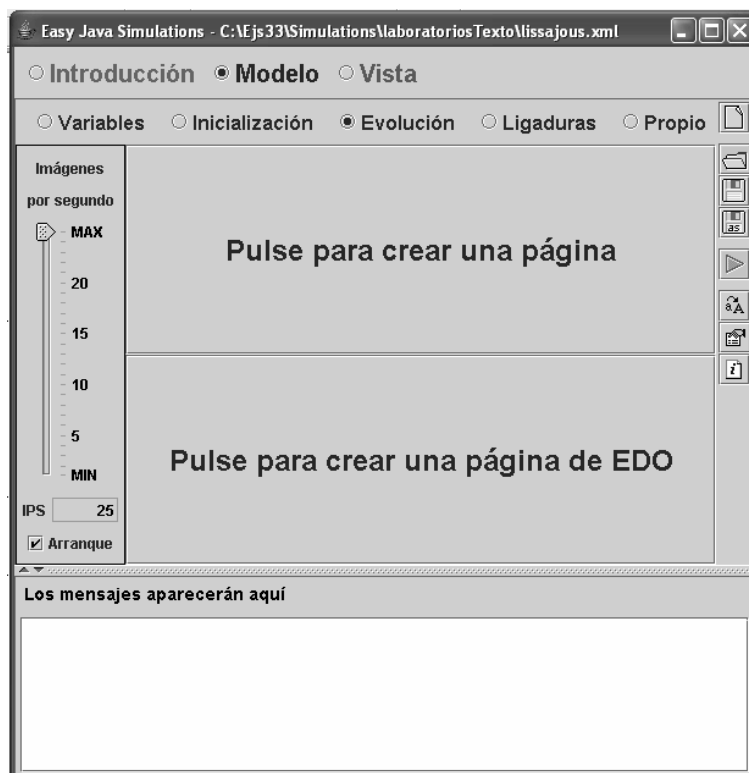 Easy Java Simulations - C:\Ejs33\Simulations\laboratoriosTexto\lissajous.xml
Introducción Modelo Vista
Variables Inicialización Evolución Ligaduras Propio
Imágenes
por segundo
MAX
20
15
10
5
MIN
IPS 25
Arranque
Pulse para crear una página
Pulse para crear una página de EDO
as
aA
i
Los mensajes aparecerán aquí